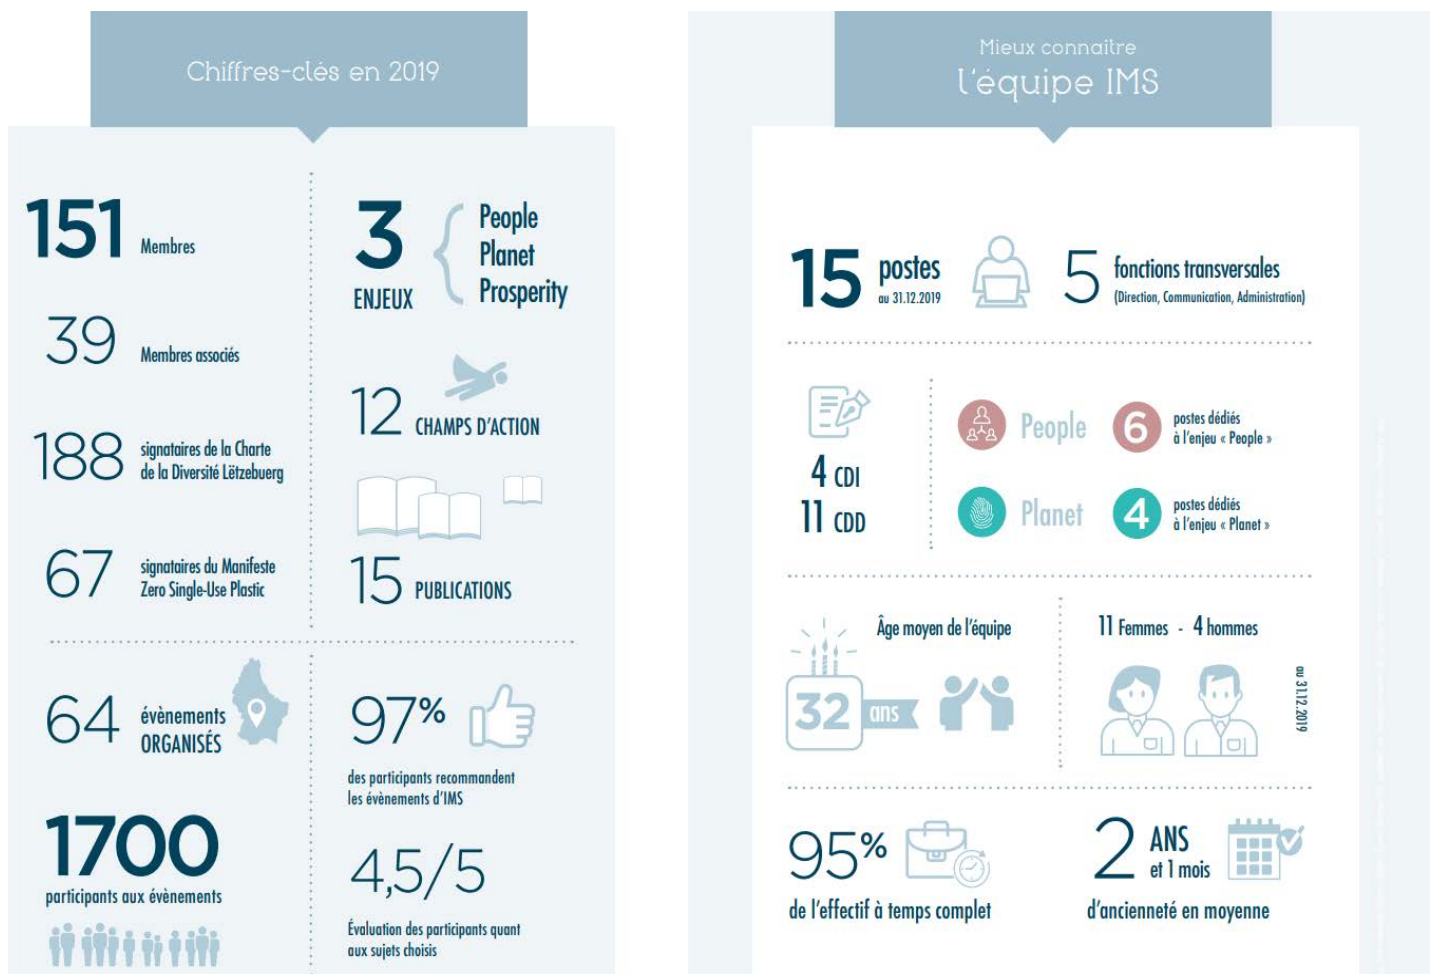 Chiffres-clés en 2019
151 Membres
39 Membres associés
188 signataires de la Charte
de la Diversité Lëtzebuerg
67 signataires du Manifeste
Zero Single-Use Plastic
3
ENJEUX
People
Planet
Prosperity
12 CHAMPS D'ACTION
15 PUBLICATIONS
64 évènements
ORGANISÉS
1700
participants aux évènements
97%
des participants recommandent
les évènements d'IMS
4,5/5
Évaluation des participants quant
aux sujets choisis
Mieux connaître
l'équipe IMS
15 postes
au 31.12.2019
5 fonctions transversales
(Direction, Communication, Administration)
4 CDI
11 CDD
People 6 postes dédiés
à l'enjeu « People »
Planet 4 postes dédiés
à l'enjeu « Planet »
Âge moyen de l'équipe
32 ans
11 Femmes - 4 hommes
au 31.12.2019
95%
de l'effectif à temps complet
2 ANS
et 1 mois
d'ancienneté en moyenne